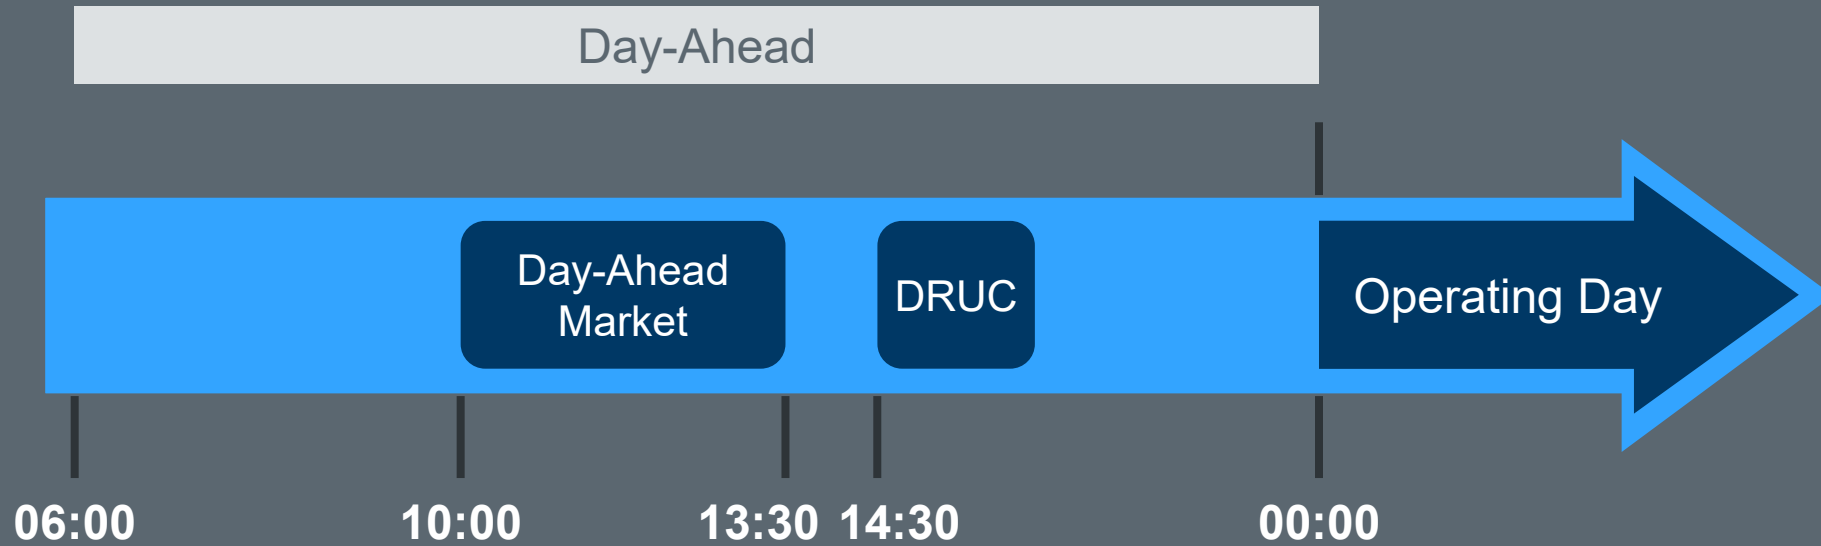 Day-Ahead
Day-Ahead
Market
DRUC
Operating Day
06:00
10:00
13:30
14:30
00:00